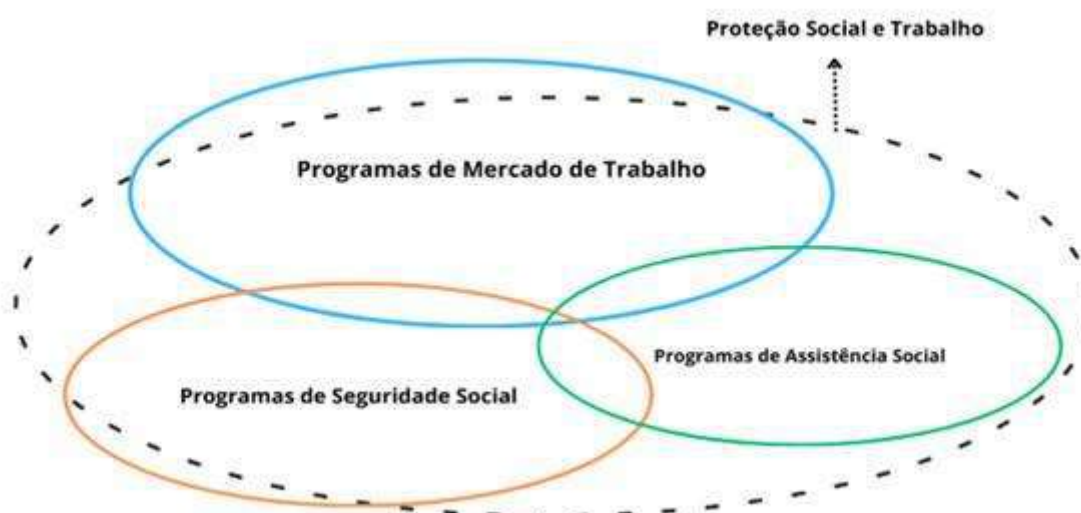 Proteção Social e Trabalho
Programas de Mercado de Trabalho
Programas de Assistência Social
Programas de Seguridade Social